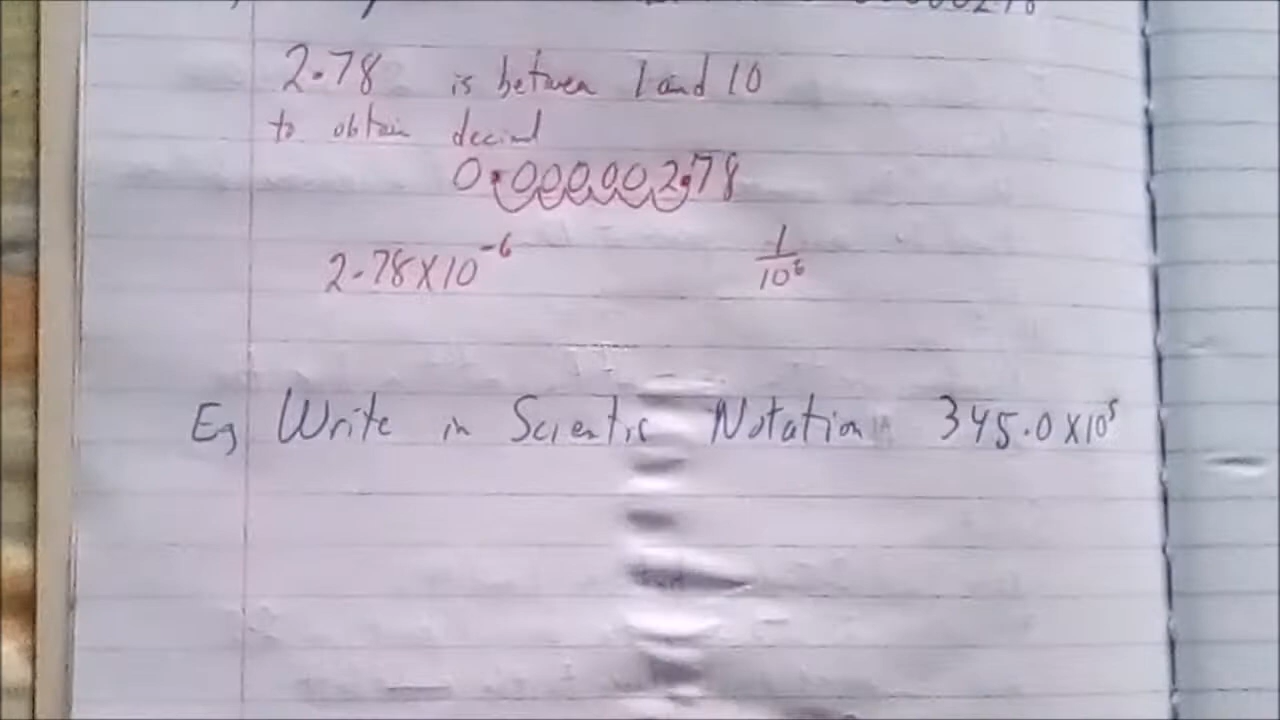 2.78 is between 1 and 10
to obtain decimal
0.000002.78
2.78 X 10^-6 1/10^6
Eg Write in Scientic Notation 345.0 X 10^5